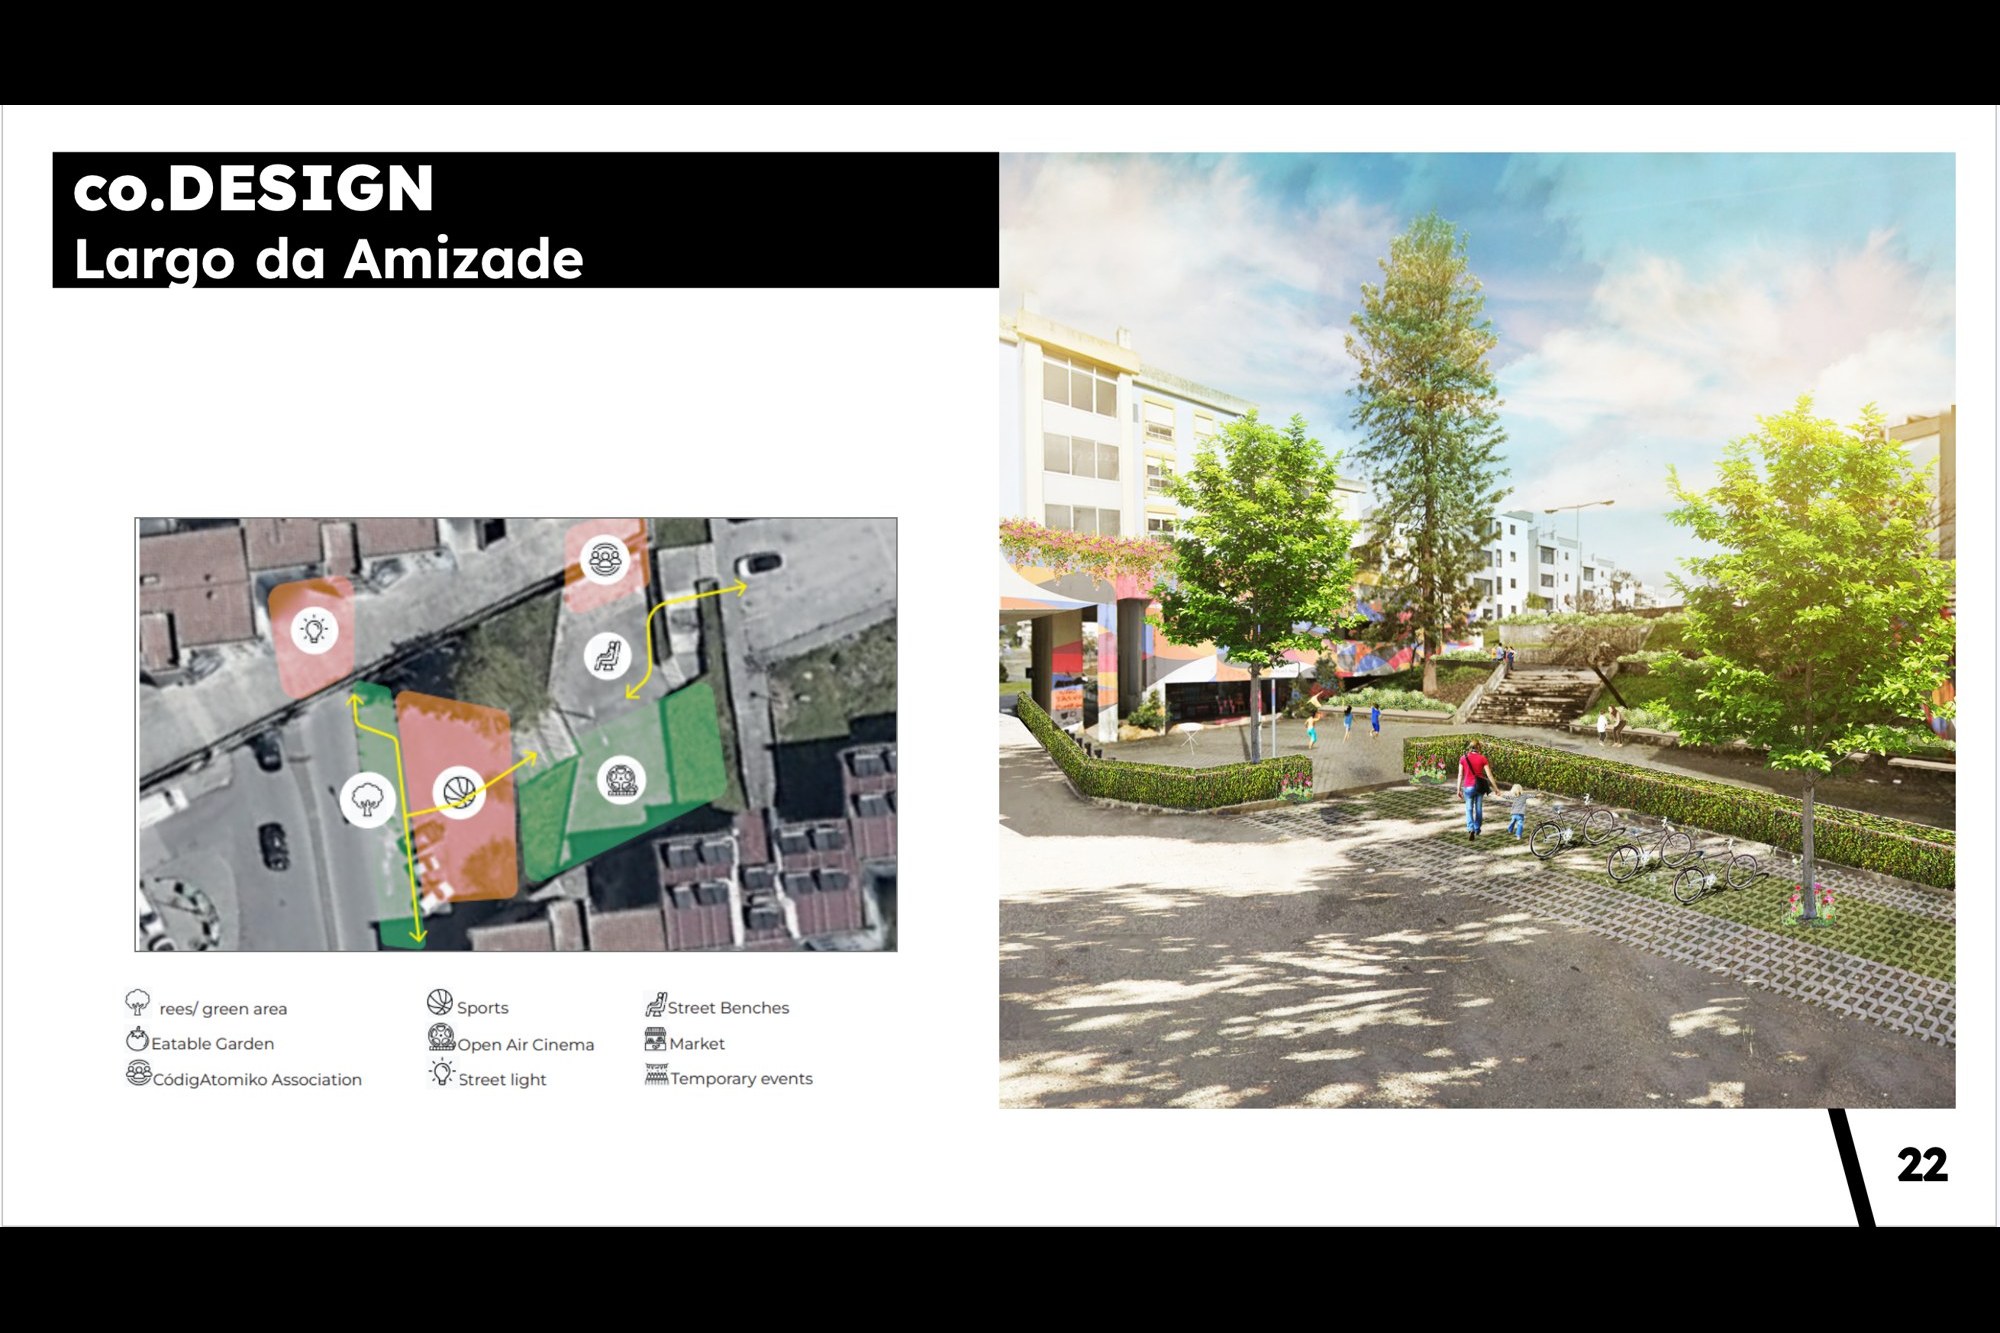 co.DESIGN
Largo da Amizade
rees/ green area
Eatable Garden
CódigAtomiko Association
Sports
Open Air Cinema
Street light
Street Benches
Market
Temporary events
22